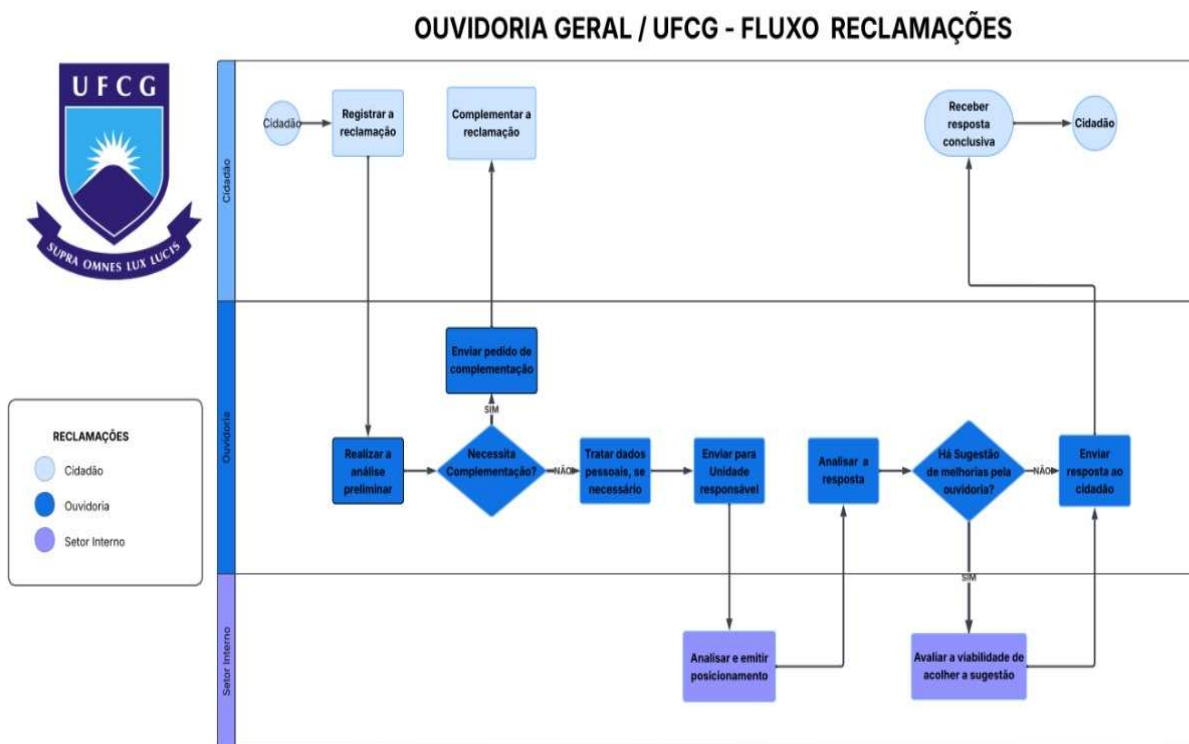 OUVIDORIA GERAL / UFCG - FLUXO RECLAMAÇÕES
UFCG
SUPRA OMNES LUX LUCIS
RECLAMAÇÕES
Cidadão
Ouvidoria
Setor Interno
Cidadão
Cidadão
Registrar a
reclamação
Complementar a
reclamação
Receber
resposta
conclusiva
Cidadão
Ouvidoria
Enviar pedido de
complementação
SIM
Realizar a
análise
preliminar
Necessita
Complementação?
NÃO
Tratar dados
pessoais, se
necessário
Enviar para
Unidade
responsável
Analisar a
resposta
Há Sugestão
de melhorias pela
ouvidoria?
NÃO
Enviar
resposta ao
cidadão
SIM
Setor Interno
Analisar e emitir
posicionamento
Avaliar a viabilidade de
acolher a sugestão